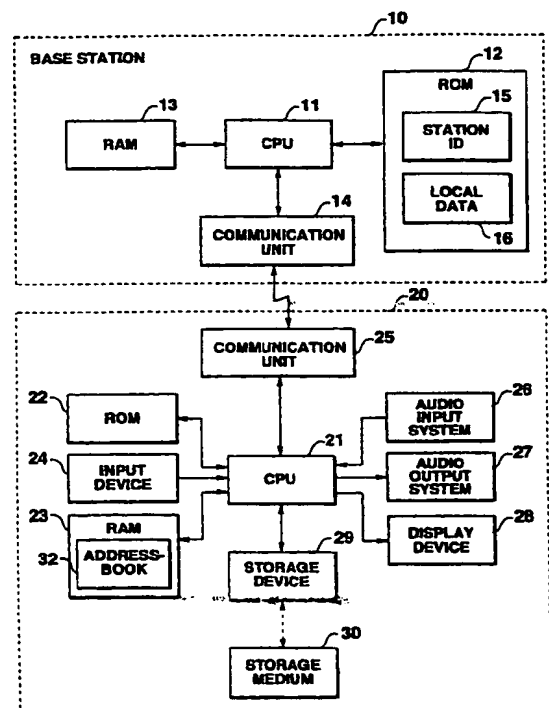 10
BASE STATION
12
ROM
13
11
15
RAM
CPU
STATION
ID
14
LOCAL
DATA
COMMUNICATION
UNIT
16
20
COMMUNICATION
UNIT
25
22
ROM
26
AUDIO
INPUT
SYSTEM
21
24
INPUT
DEVICE
CPU
27
AUDIO
OUTPUT
SYSTEM
23
RAM
29
28
32
ADDRESS-
BOOK
STORAGE
DEVICE
DISPLAY
DEVICE
30
STORAGE
MEDIUM